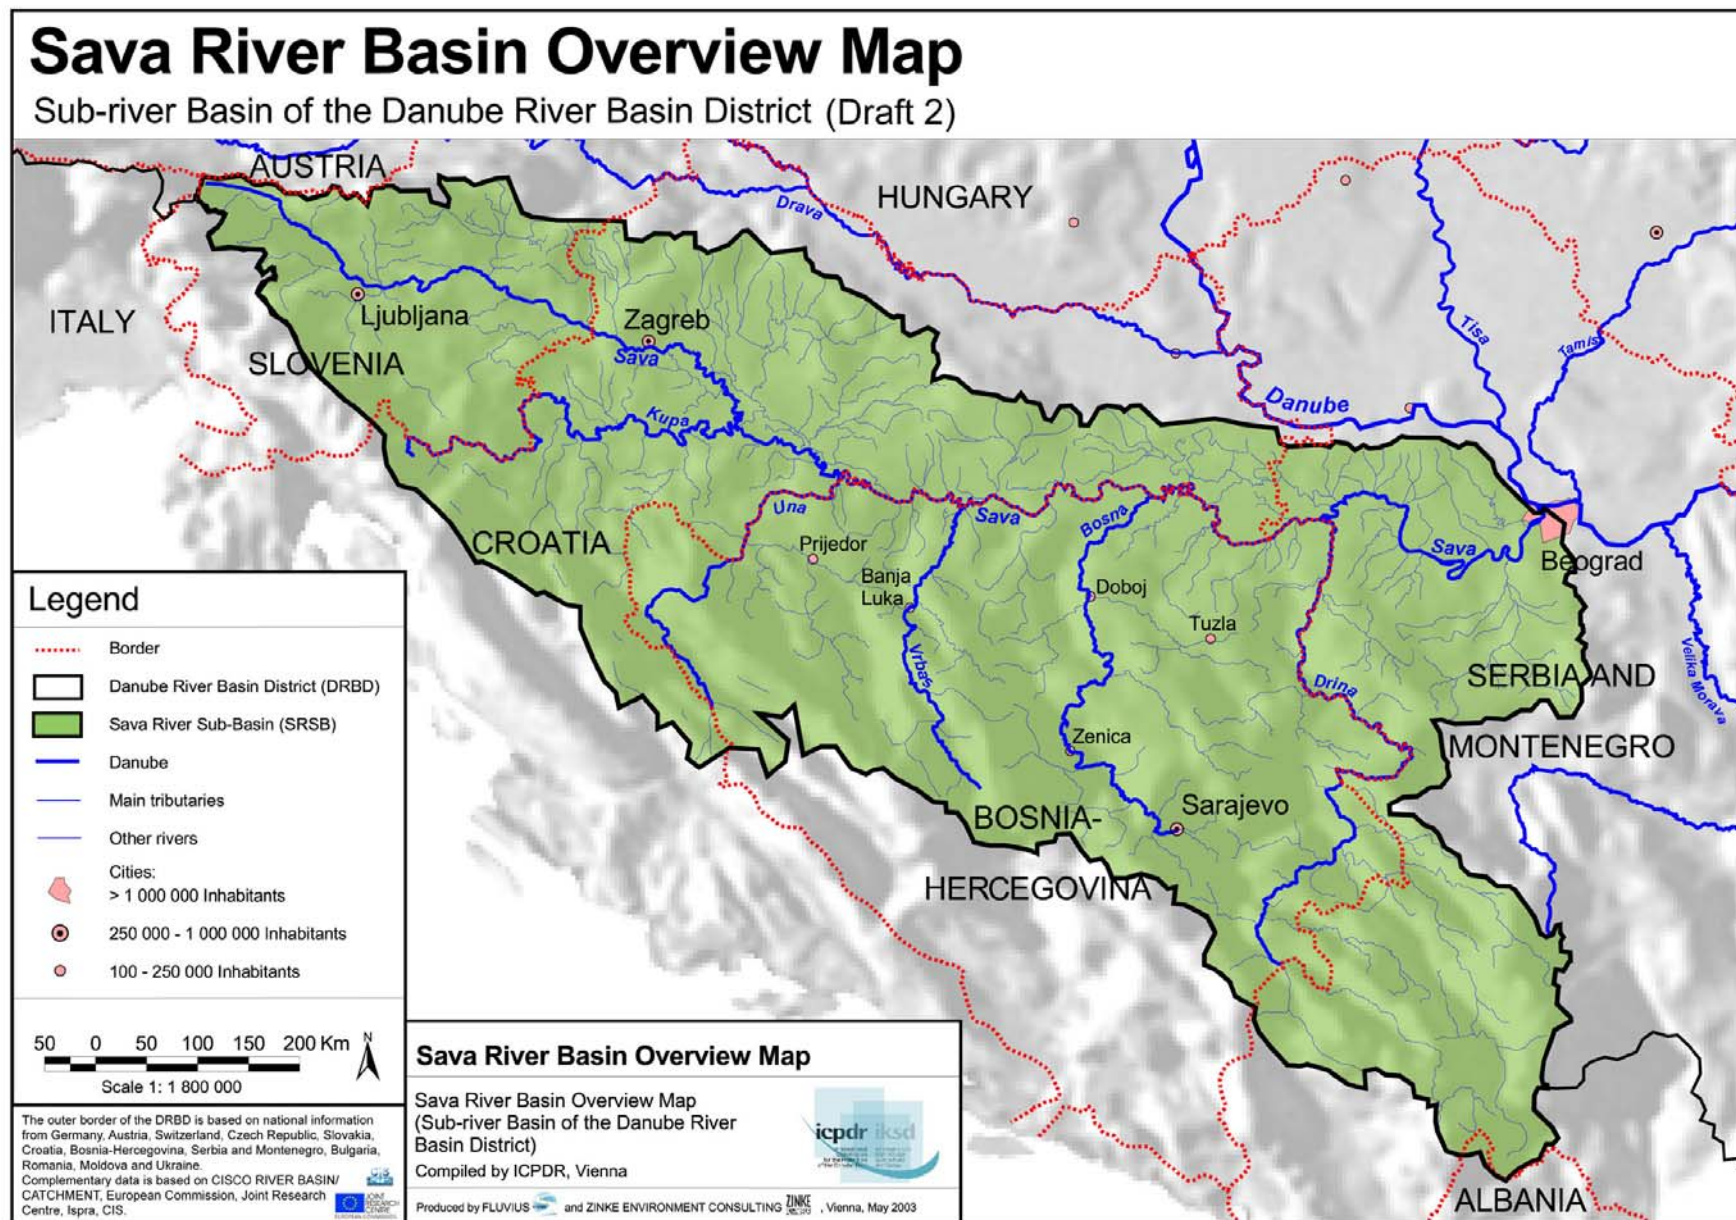 Sava River Basin Overview Map
Sub-river Basin of the Danube River Basin District (Draft 2)
AUSTRIA
HUNGARY
Drava
ITALY
Ljubljana
SLOVENIA
Zagreb
Sava
Kupa
Tisa
Tamis
Danube
CROATIA
Una
Sava
Bosna
Sava
Beograd
Prijedor
Banja
Luka
Doboj
Tuzla
Vrbas
Drina
SERBIA AND
MONTENEGRO
Velika Morava
Zenica
Sarajevo
BOSNIA-
HERCEGOVINA
ALBANIA
Legend
Border
Danube River Basin District (DRBD)
Sava River Sub-Basin (SRSB)
Danube
Main tributaries
Other rivers
Cities:
> 1 000 000 Inhabitants
250 000 - 1 000 000 Inhabitants
100 - 250 000 Inhabitants
50 0 50 100 150 200 Km
N
Scale 1: 1 800 000
The outer border of the DRBD is based on national information
from Germany, Austria, Switzerland, Czech Republic, Slovakia,
Croatia, Bosnia-Hercegovina, Serbia and Montenegro, Bulgaria,
Romania, Moldova and Ukraine.
Complementary data is based on CISCO RIVER BASIN/
CATCHMENT, European Commission, Joint Research
Centre, Ispra, CIS.
JOINT
RESEARCH
CENTRE
EUROPEAN COMMISSION
Sava River Basin Overview Map
Sava River Basin Overview Map
(Sub-river Basin of the Danube River
Basin District)
Compiled by ICPDR, Vienna
icpdr iksd
Produced by FLUVIUS and ZINKE ENVIRONMENT CONSULTING ZINKE , Vienna, May 2003